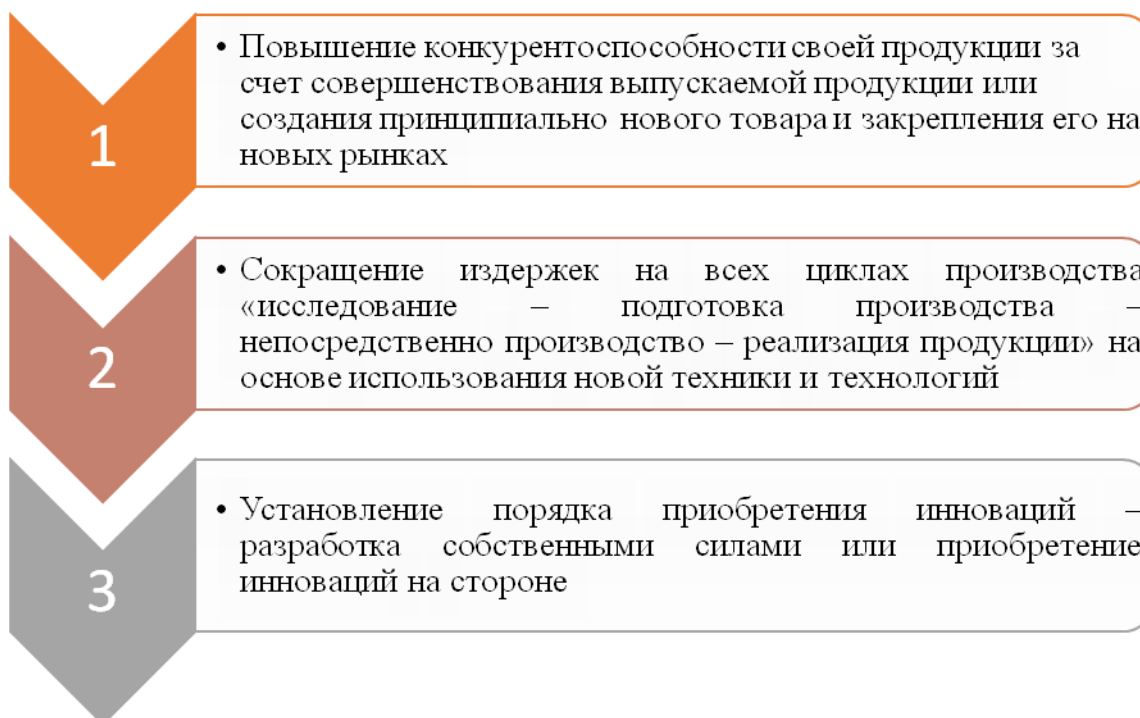 1
• Повышение конкурентоспособности своей продукции за
счет совершенствования выпускаемой продукции или
создания принципиально нового товара и закрепления его на
новых рынках
2
• Сокращение издержек на всех циклах производства
«исследование – подготовка производства –
непосредственно производство – реализация продукции» на
основе использования новой техники и технологий
3
• Установление порядка приобретения инноваций –
разработка собственными силами или приобретение
инноваций на стороне